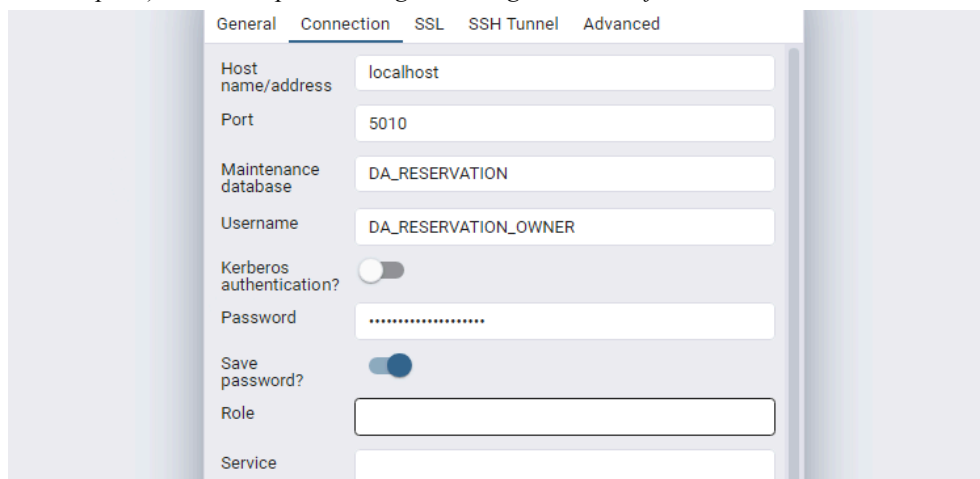 General Connection SSL SSH Tunnel Advanced
Host
name/address
localhost
Port
5010
Maintenance
database
DA_RESERVATION
Username
DA_RESERVATION_OWNER
Kerberos
authentication?
Password
•••••••••••••••••••
Save
password?
Role
Service